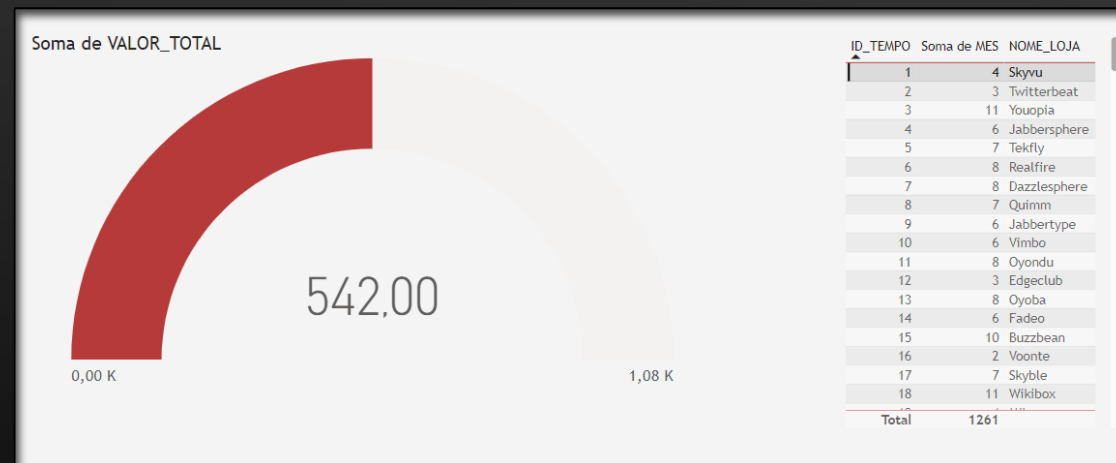 Soma de VALOR_TOTAL
542,00
0,00 K
1,08 K
ID_TEMPO Soma de MES NOME_LOJA
1 4 Skyvu
2 3 Twitterbeat
3 11 Youopia
4 6 Jabbersphere
5 7 Tekfly
6 8 Realfire
7 8 Dazzlesphere
8 7 Quimm
9 6 Jabbertype
10 6 Vimbo
11 8 Oyondu
12 3 Edgeclub
13 8 Oyoba
14 6 Fadeo
15 10 Buzzbean
16 2 Voonte
17 7 Skyble
18 11 Wikibox
Total 1261